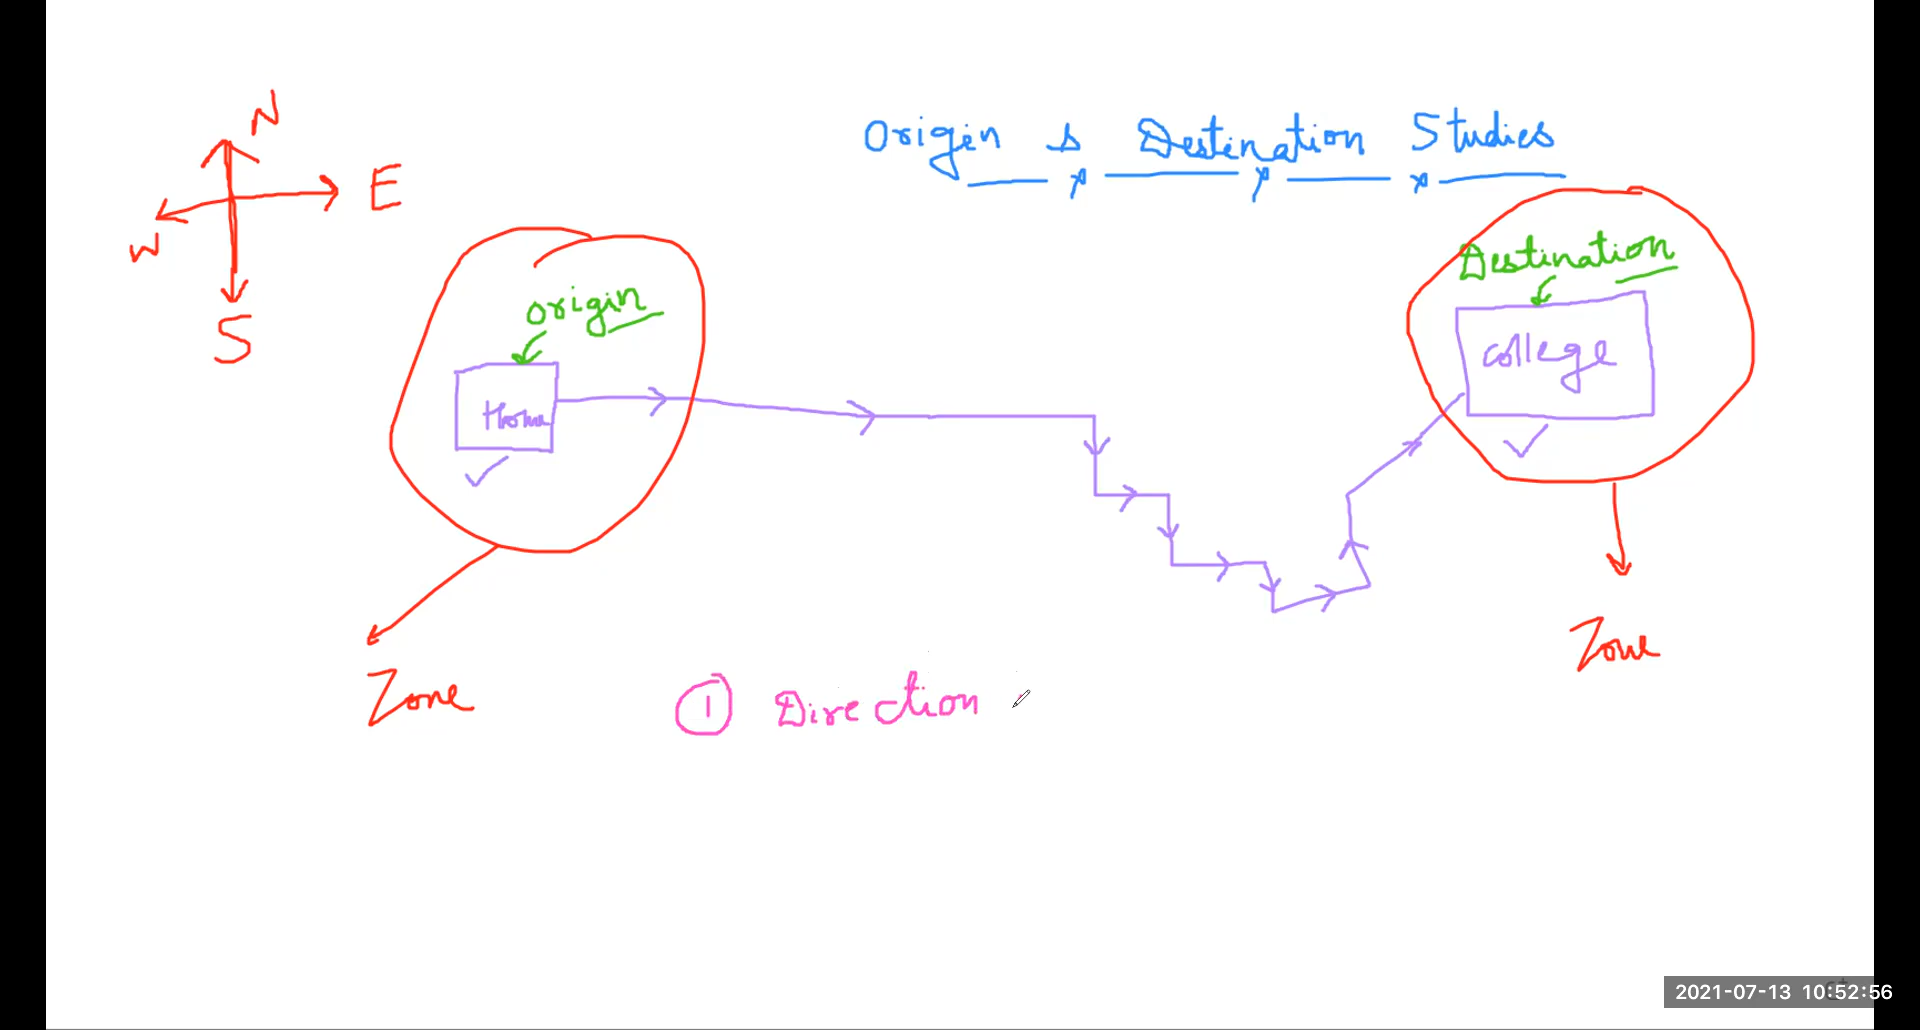 N
Origin & Destination Studies
E
W
Destination
origin
S
college
Home
Zone
Zone
① Direction
2021-07-13 10:52:56